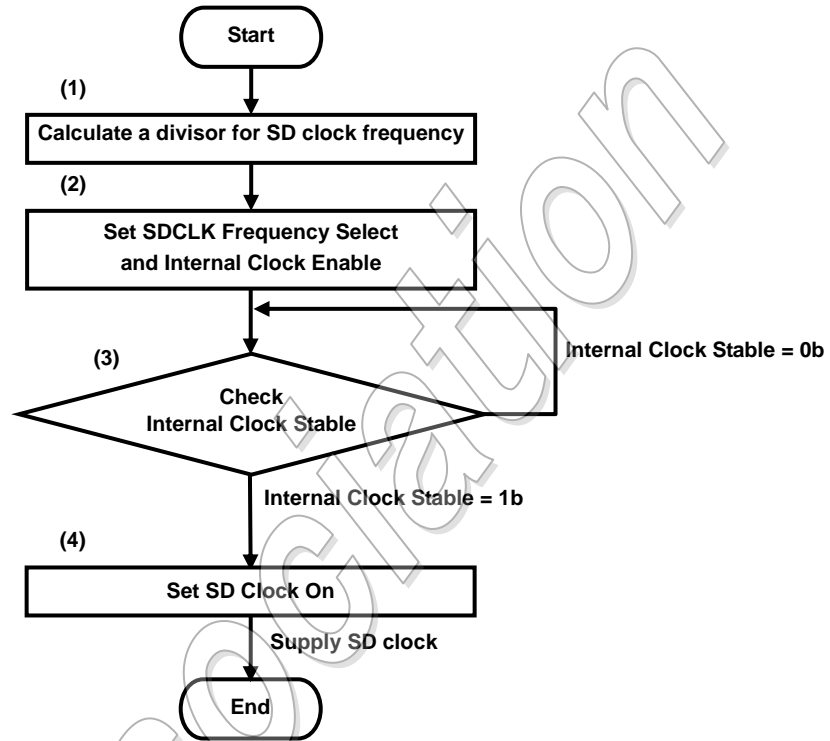 Start
(1)
Calculate a divisor for SD clock frequency
(2)
Set SDCLK Frequency Select
and Internal Clock Enable
Internal Clock Stable = 0b
(3)
Check
Internal Clock Stable
Internal Clock Stable = 1b
(4)
Set SD Clock On
Supply SD clock
End